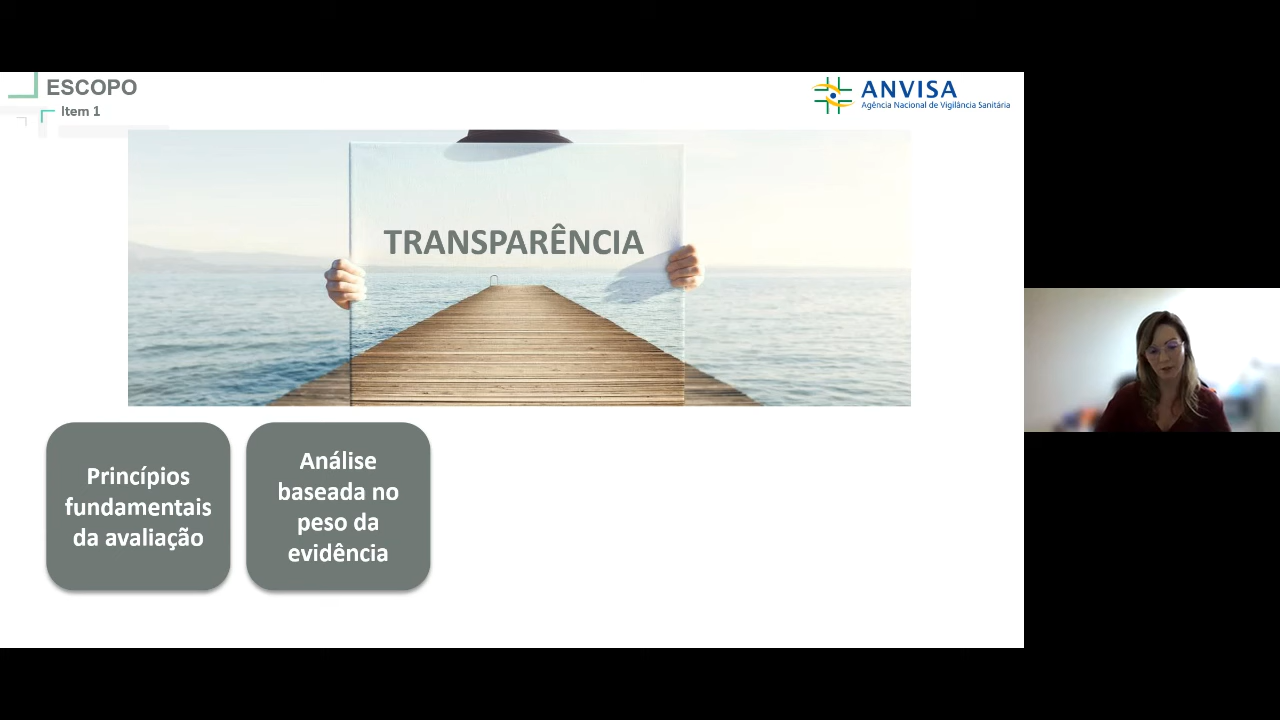 ESCOPO
Item 1
ANVISA
Agência Nacional de Vigilância Sanitária
TRANSPARÊNCIA
Princípios
fundamentais
da avaliação
Análise
baseada no
peso da
evidência